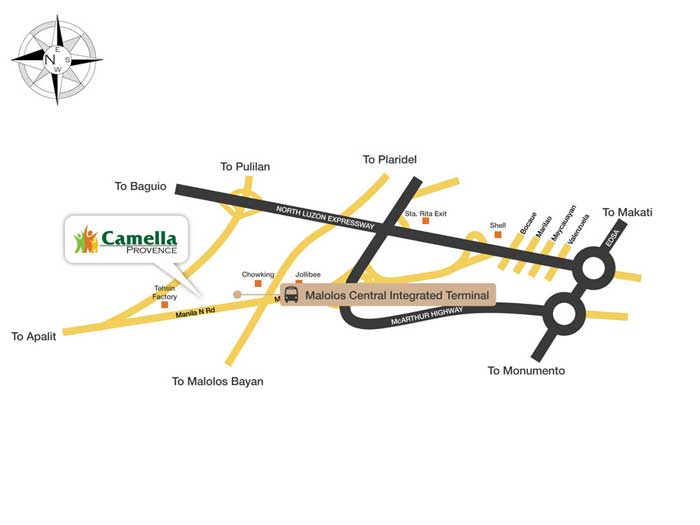 E
N
S
W
To Plaridel
To Pulilan
To Baguio
NORTH LUZON EXPRESSWAY
Sta. Rita Exit
Shell
Bocaue
Marilao
Meycauayan
Valenzuela
To Makati
EDSA
Camella
PROVENCE
Tehsin
Factory
Chowking
Jollibee
Malolos Central Integrated Terminal
Manila N Rd
M
McARTHUR HIGHWAY
To Apalit
To Malolos Bayan
To Monumento